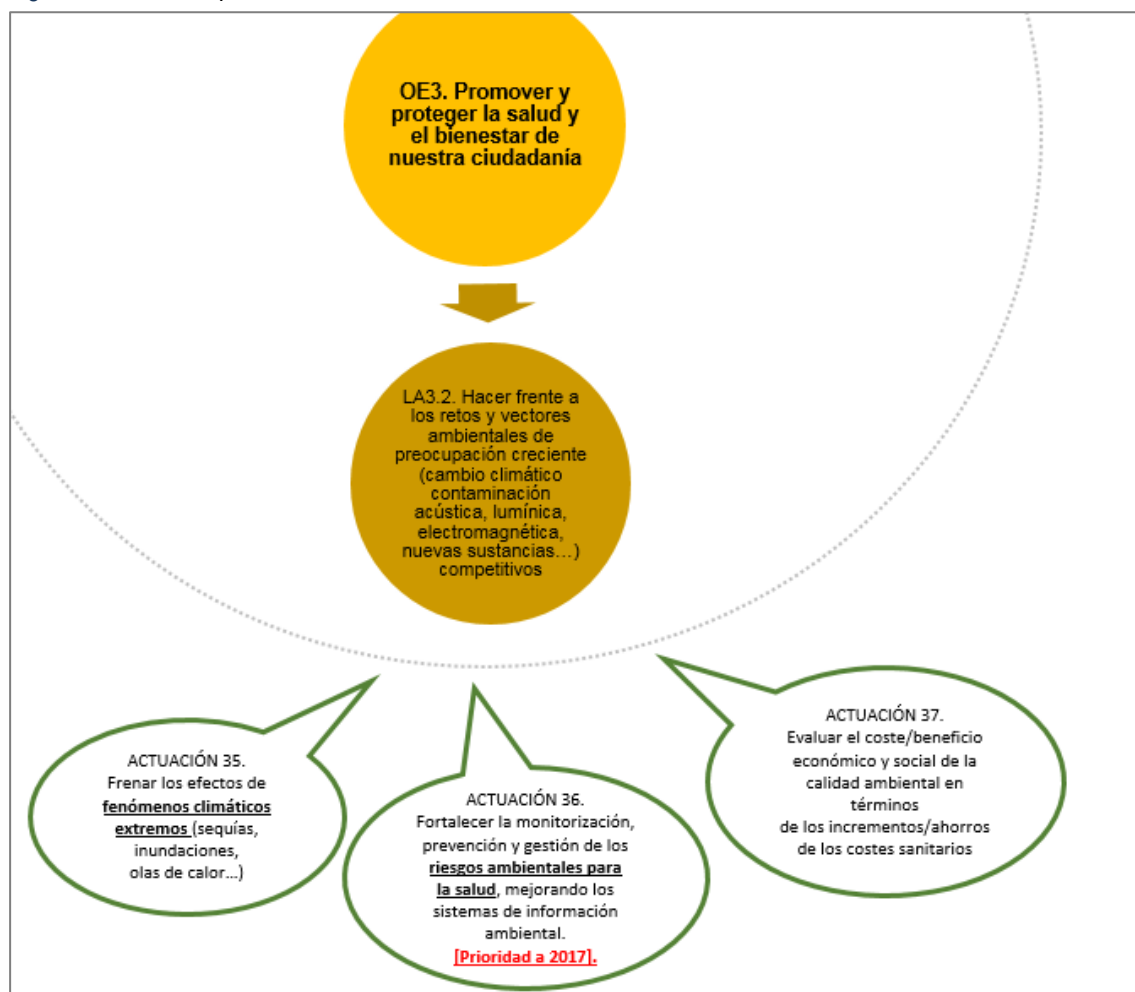 OE3. Promover y
proteger la salud y
el bienestar de
nuestra ciudadanía
LA3.2. Hacer frente a
los retos y vectores
ambientales de
preocupación creciente
(cambio climático
contaminación
acústica, lumínica,
electromagnética,
nuevas sustancias…)
competitivos
ACTUACIÓN 35.
Frenar los efectos de
fenómenos climáticos
extremos (sequías,
inundaciones,
olas de calor…)
ACTUACIÓN 36.
Fortalecer la monitorización,
prevención y gestión de los
riesgos ambientales para
la salud, mejorando los
sistemas de información
ambiental.
[Prioridad a 2017].
ACTUACIÓN 37.
Evaluar el coste/beneficio
económico y social de la
calidad ambiental en
términos
de los incrementos/ahorros
de los costes sanitarios